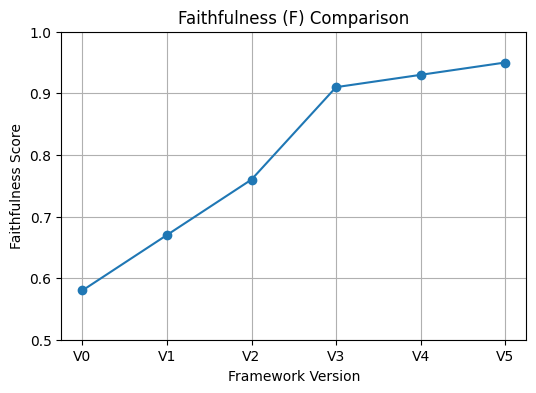 Faithfulness (F) Comparison
1.0
0.9
0.8
0.7
0.6
0.5
Faithfulness Score
V0 V1 V2 V3 V4 V5
Framework Version